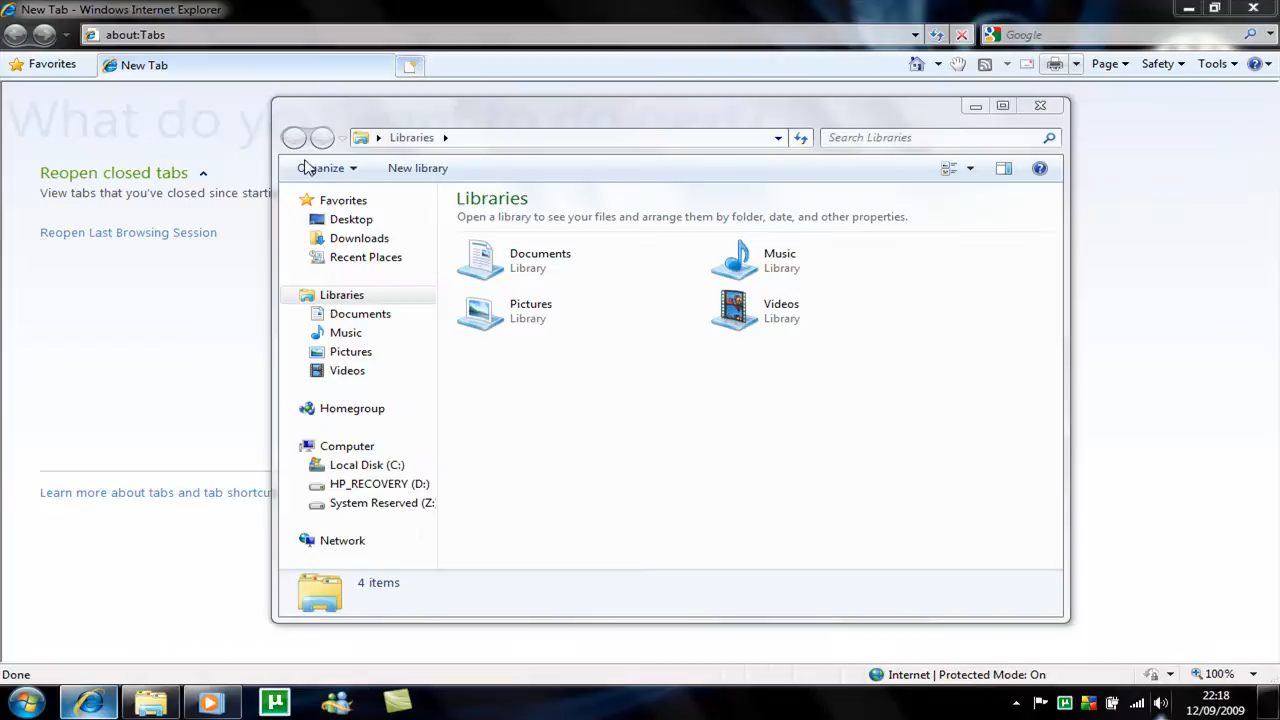 New Tab - Windows Internet Explorer
about:Tabs
Google
Favorites
New Tab
Page
Safety
Tools
What do y
Reopen closed tabs
View tabs that you've closed since starti
Reopen Last Browsing Session
Learn more about tabs and tab shortcu
Libraries
Search Libraries
Organize
New library
Favorites
Desktop
Downloads
Recent Places
Libraries
Documents
Music
Pictures
Videos
Homegroup
Computer
Local Disk (C:)
HP_RECOVERY (D:)
System Reserved (Z:
Network
Libraries
Open a library to see your files and arrange them by folder, date, and other properties.
Documents
Library
Music
Library
Pictures
Library
Videos
Library
4 items
Done
Internet | Protected Mode: On
100%
22:18
12/09/2009